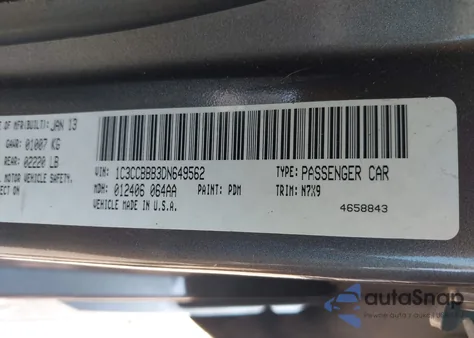 E OF MFR(BUILT): JAN 13
GAWR: 01007 KG
REAR: 02220 LB
L MOTOR VEHICLE SAFETY,
ECT ON
VIN: 1C3CCBBB3DN649562
TYPE: PASSENGER CAR
MDH: 012406 064AA
PAINT: PDM
TRIM: N7X9
VEHICLE MADE IN U.S.A.
4658843
autoSnap